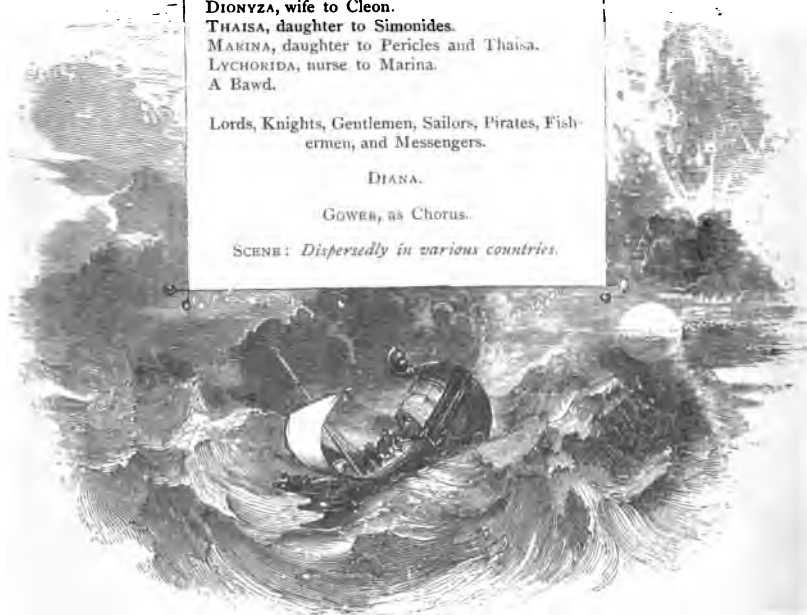 DIONYZA, wife to Cleon.
THAISA, daughter to Simonides.
MARINA, daughter to Pericles and Thaisa.
LYCHORIDA, nurse to Marina.
A Bawd.
Lords, Knights, Gentlemen, Sailors, Pirates, Fish-
ermen, and Messengers.
DIANA.
GOWER, as Chorus.
SCENE: Dispersedly in various countries.